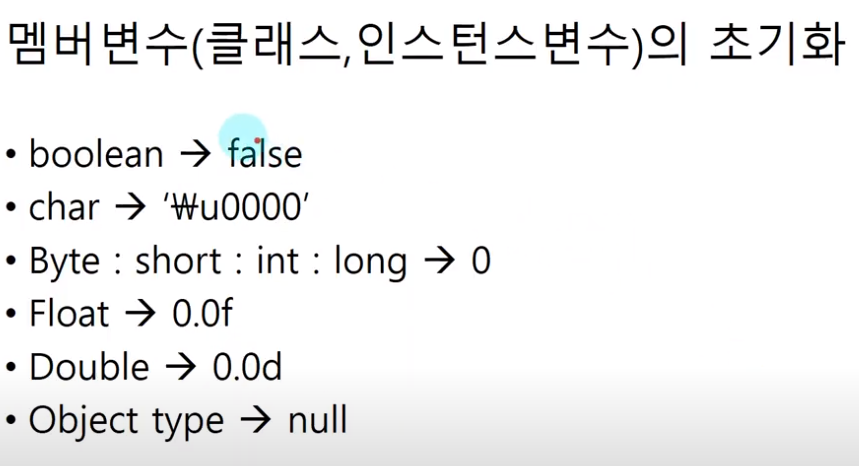 멤버변수(클래스,인스턴스변수)의 초기화
• boolean → false
• char → '₩u0000'
• Byte : short : int : long → 0
• Float → 0.0f
• Double → 0.0d
• Object type → null